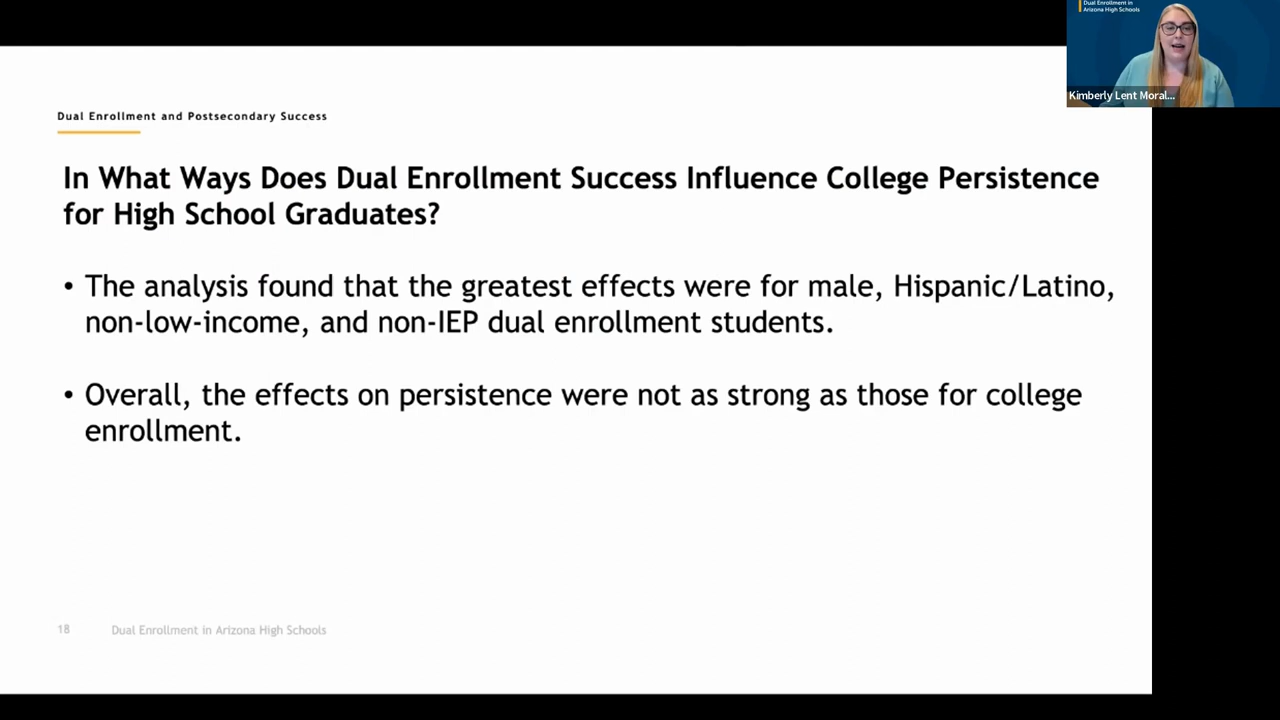 Dual Enrollment in
Arizona High Schools
Kimberly Lent Moral...
Dual Enrollment and Postsecondary Success
In What Ways Does Dual Enrollment Success Influence College Persistence
for High School Graduates?
• The analysis found that the greatest effects were for male, Hispanic/Latino,
non-low-income, and non-IEP dual enrollment students.
• Overall, the effects on persistence were not as strong as those for college
enrollment.
18 Dual Enrollment in Arizona High Schools